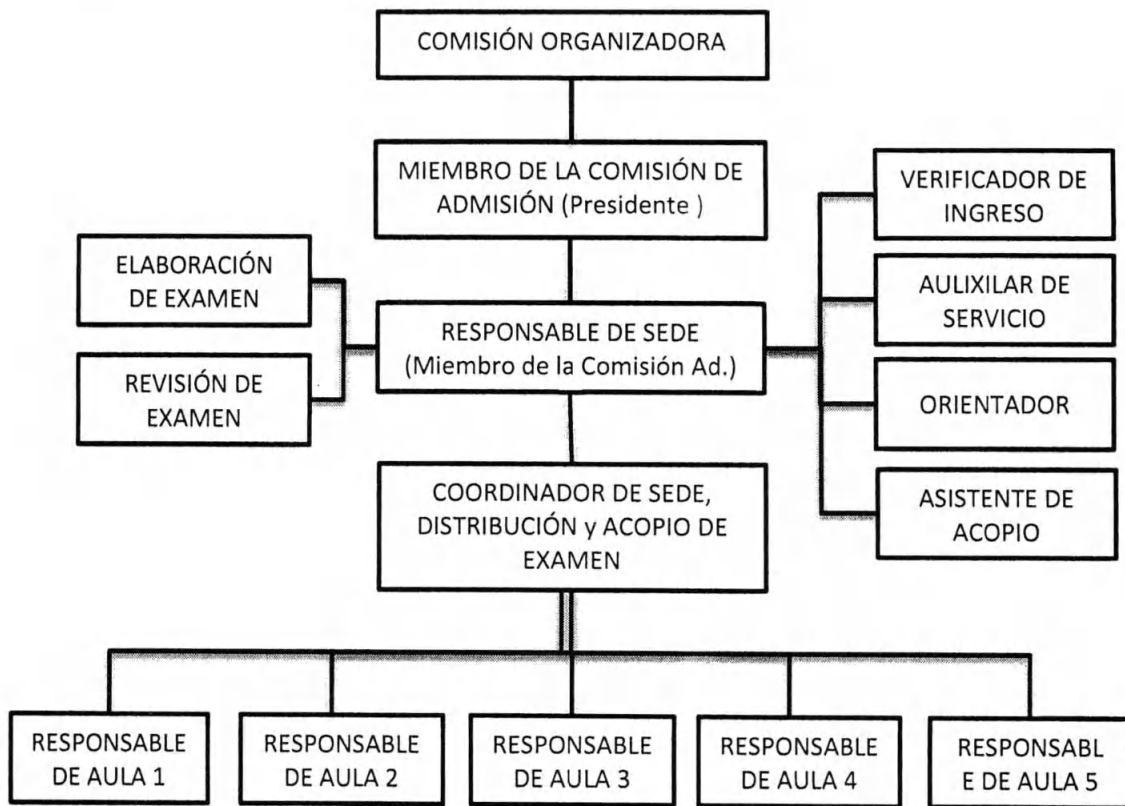 COMISIÓN ORGANIZADORA
MIEMBRO DE LA COMISIÓN DE
ADMISIÓN (Presidente )
VERIFICADOR DE
INGRESO
ELABORACIÓN
DE EXAMEN
AULIXILAR DE
SERVICIO
RESPONSABLE DE SEDE
(Miembro de la Comisión Ad.)
REVISIÓN DE
EXAMEN
ORIENTADOR
COORDINADOR DE SEDE,
DISTRIBUCIÓN y ACOPIO DE
EXAMEN
ASISTENTE DE
ACOPIO
RESPONSABLE
DE AULA 1
RESPONSABLE
DE AULA 2
RESPONSABLE
DE AULA 3
RESPONSABLE
DE AULA 4
RESPONSABL
E DE AULA 5